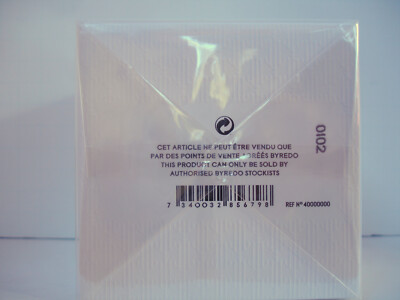 CET ARTICLE NE PEUT ÊTRE VENDU QUE
PAR DES POINTS DE VENTE AGRÉÉS BYREDO
THIS PRODUCT CAN ONLY BE SOLD BY
AUTHORISED BYREDO STOCKISTS
7 340032 856798
REF Nº 40000000
0102